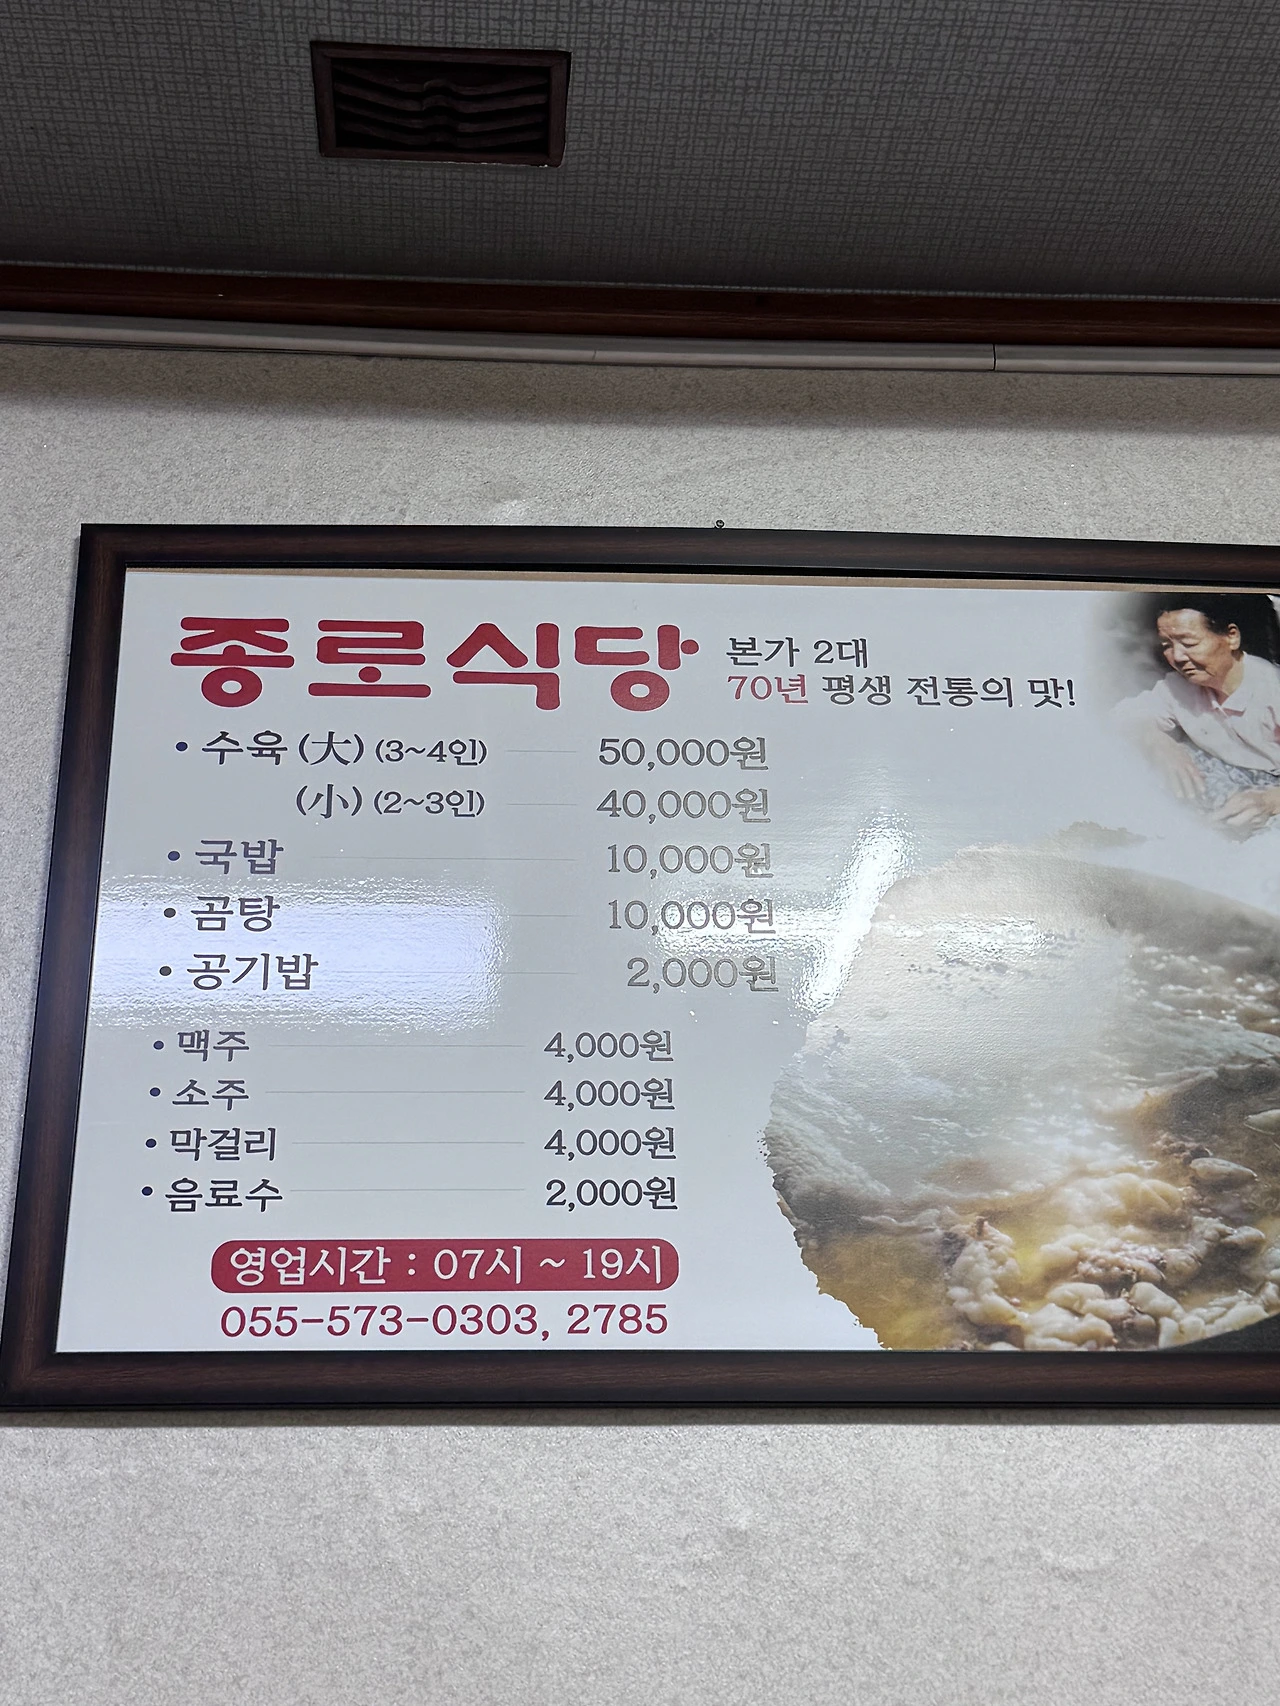 종로식당
본가 2대
70년 평생 전통의 맛!
• 수육 (大) (3~4인) 50,000원
(小) (2~3인) 40,000원
• 국밥 10,000원
• 곰탕 10,000원
• 공기밥 2,000원
• 맥주 4,000원
• 소주 4,000원
• 막걸리 4,000원
• 음료수 2,000원
영업시간 : 07시 ~ 19시
055-573-0303, 2785